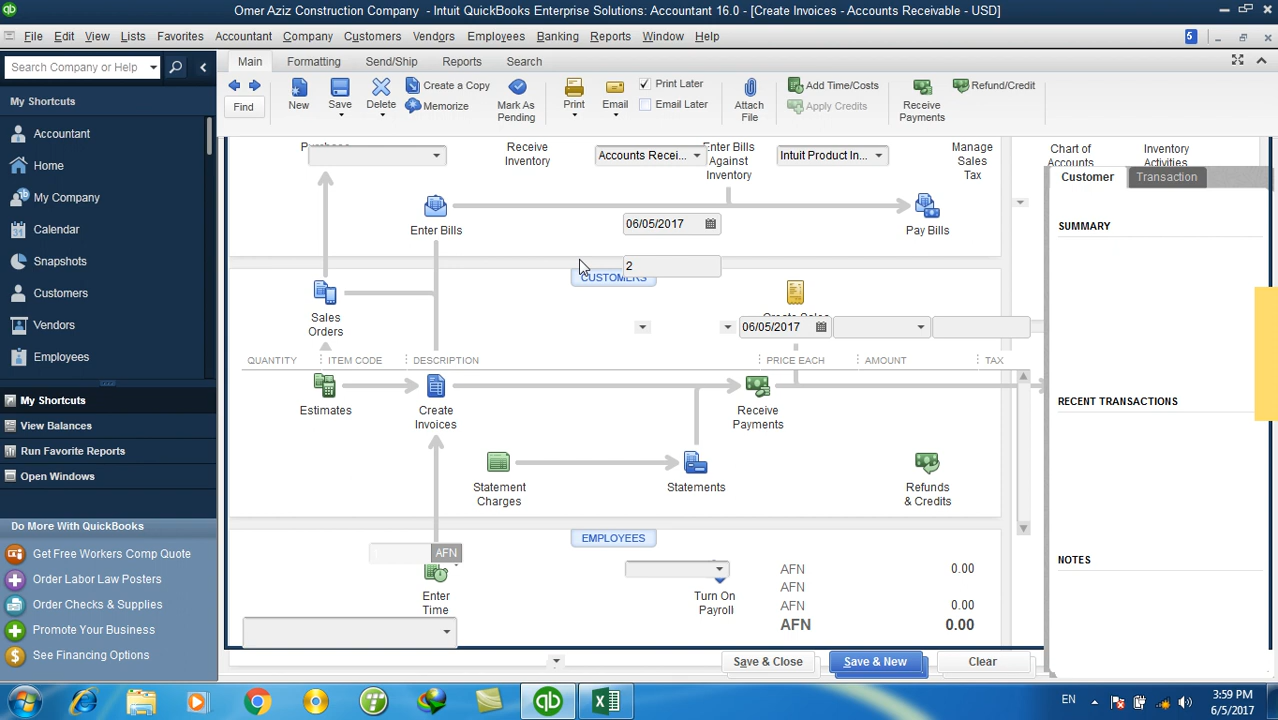 Omer Aziz Construction Company - Intuit QuickBooks Enterprise Solutions: Accountant 16.0 - [Create Invoices - Accounts Receivable - USD]
File Edit View Lists Favorites Accountant Company Customers Vendors Employees Banking Reports Window Help 5
Search Company or Help
Main Formatting Send/Ship Reports Search
Find
New
Save
Delete
Create a Copy
Memorize
Mark As
Pending
Print
Email
Print Later
Email Later
Attach
File
Add Time/Costs
Apply Credits
Receive
Payments
Refund/Credit
My Shortcuts
Accountant
Home
My Company
Calendar
Snapshots
Customers
Vendors
Employees
My Shortcuts
View Balances
Run Favorite Reports
Open Windows
Do More With QuickBooks
Get Free Workers Comp Quote
Order Labor Law Posters
Order Checks & Supplies
Promote Your Business
See Financing Options
Receive
Inventory
Accounts Recei...
Enter Bills
Against
Inventory
Intuit Product In...
Manage
Sales
Tax
Chart of
Accounts
Inventory
Activities
Enter Bills
06/05/2017
Pay Bills
2
CUSTOMERS
Sales
Orders
06/05/2017
QUANTITY ITEM CODE DESCRIPTION PRICE EACH AMOUNT TAX
Estimates
Create
Invoices
Receive
Payments
Statement
Charges
Statements
Refunds
& Credits
EMPLOYEES
AFN
Enter
Time
Turn On
Payroll
AFN 0.00
AFN
AFN 0.00
AFN 0.00
Save & Close Save & New Clear
Customer Transaction
SUMMARY
RECENT TRANSACTIONS
NOTES
EN
3:59 PM
6/5/2017